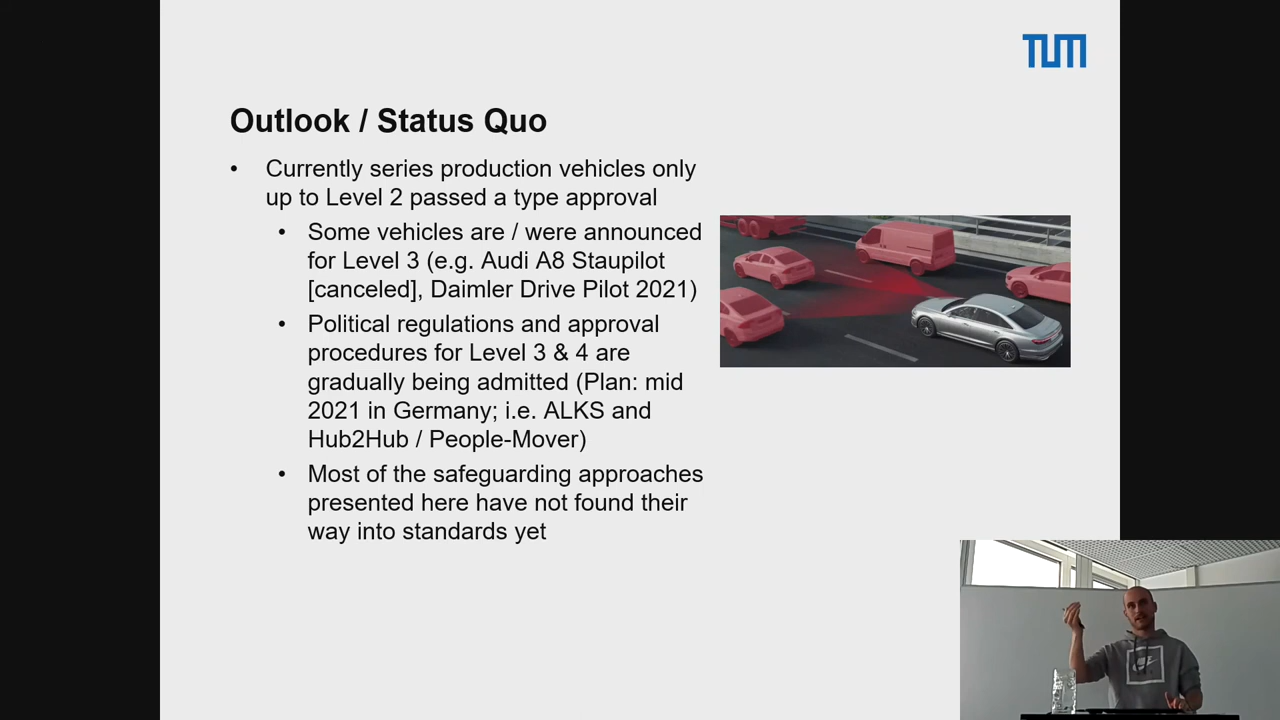 TUM
Outlook / Status Quo
• Currently series production vehicles only
up to Level 2 passed a type approval
• Some vehicles are / were announced
for Level 3 (e.g. Audi A8 Staupilot
[canceled], Daimler Drive Pilot 2021)
• Political regulations and approval
procedures for Level 3 & 4 are
gradually being admitted (Plan: mid
2021 in Germany; i.e. ALKS and
Hub2Hub / People-Mover)
• Most of the safeguarding approaches
presented here have not found their
way into standards yet